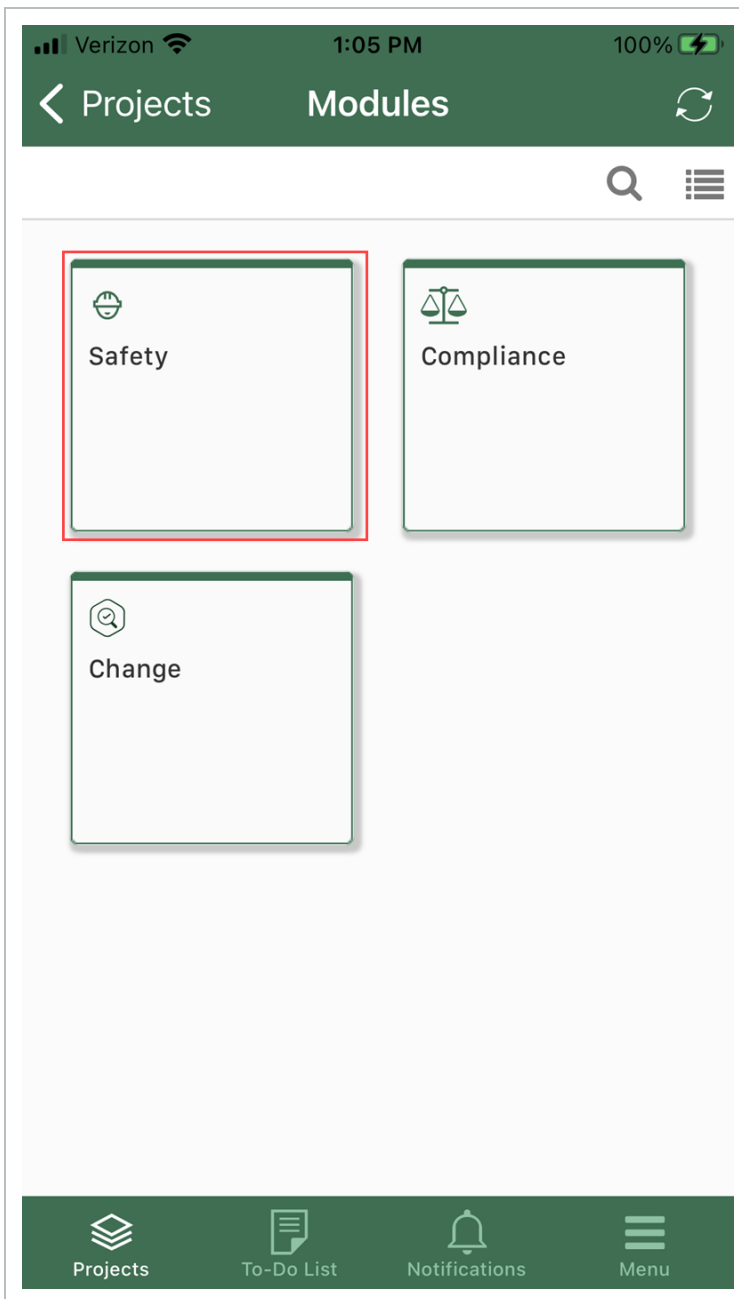 Verizon 1:05 PM 100%
Projects Modules
Safety Compliance
Change
Projects To-Do List Notifications Menu